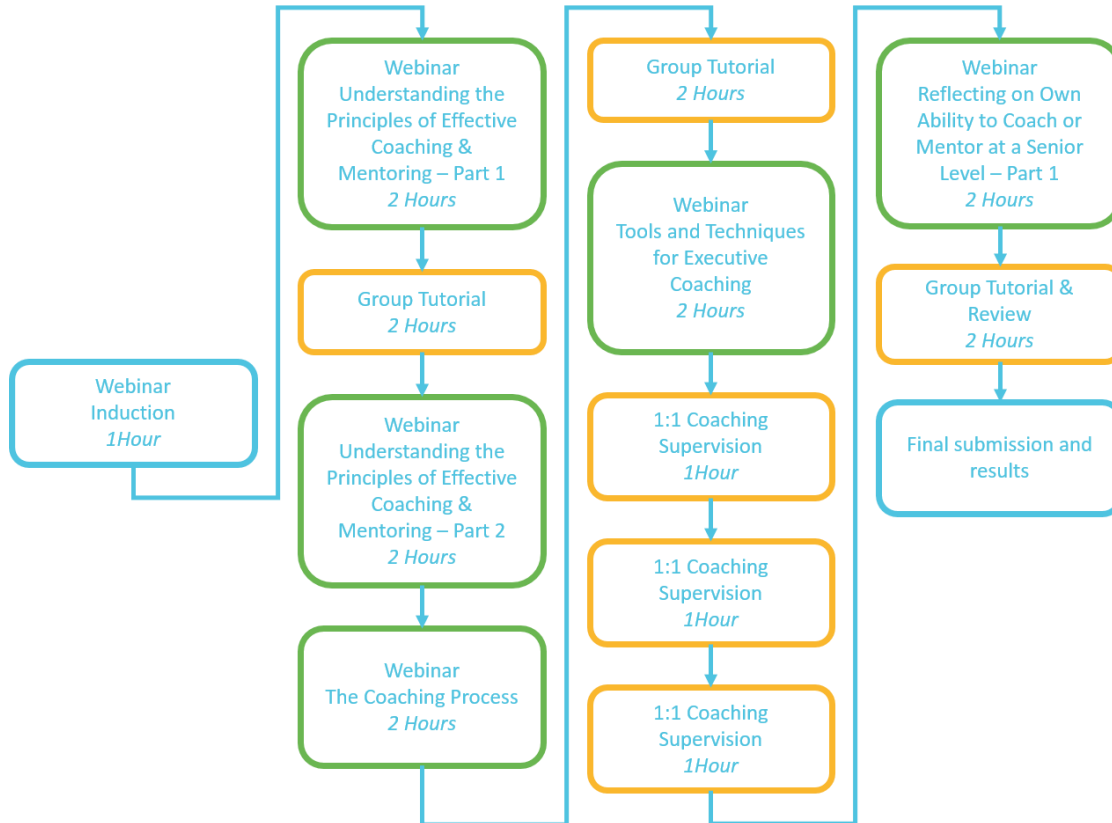 Webinar
Induction
1Hour
Webinar
Understanding the
Principles of Effective
Coaching &
Mentoring – Part 1
2 Hours
Group Tutorial
2 Hours
Webinar
Understanding the
Principles of Effective
Coaching &
Mentoring – Part 2
2 Hours
Webinar
The Coaching Process
2 Hours
Group Tutorial
2 Hours
Webinar
Tools and Techniques
for Executive
Coaching
2 Hours
1:1 Coaching
Supervision
1Hour
1:1 Coaching
Supervision
1Hour
1:1 Coaching
Supervision
1Hour
Webinar
Reflecting on Own
Ability to Coach or
Mentor at a Senior
Level – Part 1
2 Hours
Group Tutorial &
Review
2 Hours
Final submission and
results